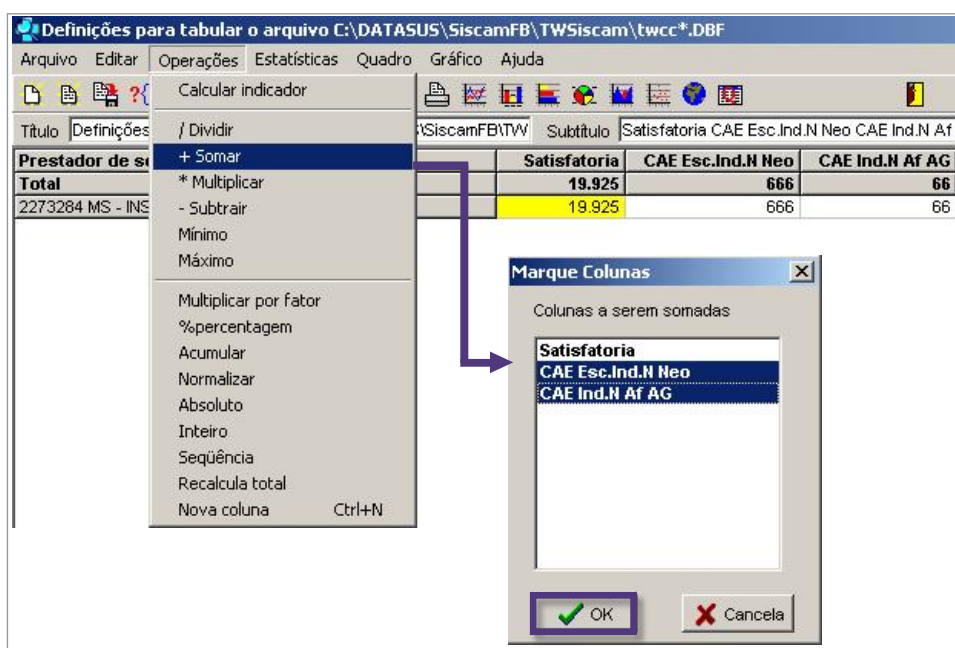 Definições para tabular o arquivo C:\DATASUS\SiscamFB\TWSiscam\twcc*.DBF
Arquivo Editar Operações Estatísticas Quadro Gráfico Ajuda
Título Definições \SiscamFB\TW Subtítulo Satisfatoria CAE Esc.Ind.N Neo CAE Ind.N Af
Prestador de Satisfatoria CAE Esc.Ind.N Neo CAE Ind.N Af AG
Total 19.925 666 66
2273284 MS - INS 19.925 666 66
Calcular indicador
/ Dividir
+ Somar
* Multiplicar
- Subtrair
Mínimo
Máximo
Multiplicar por fator
%percentagem
Acumular
Normalizar
Absoluto
Inteiro
Seqüência
Recalcula total
Nova coluna Ctrl+N
Marque Colunas
Colunas a serem somadas
Satisfatoria
CAE Esc.Ind.N Neo
CAE Ind.N Af AG
OK Cancela